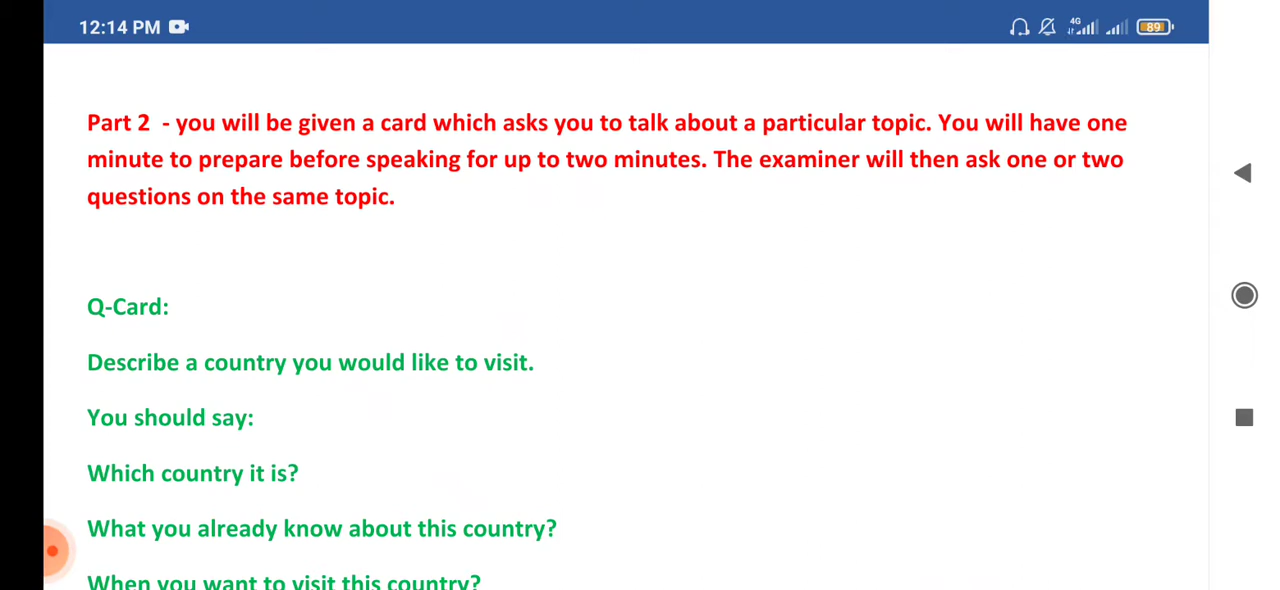 12:14 PM
4G
89
Part 2 - you will be given a card which asks you to talk about a particular topic. You will have one
minute to prepare before speaking for up to two minutes. The examiner will then ask one or two
questions on the same topic.
Q-Card:
Describe a country you would like to visit.
You should say:
Which country it is?
What you already know about this country?
When you want to visit this country?